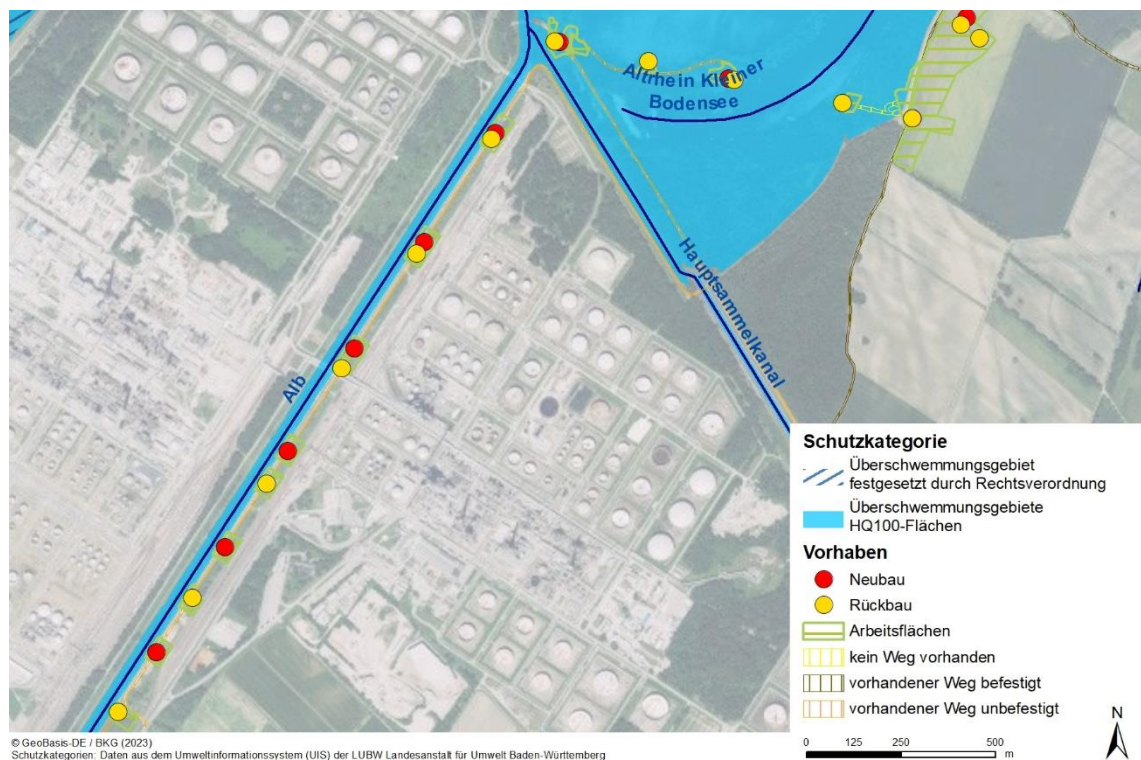 Altrhein Kleiner
Bodensee
Hauptsammelkanal
Alb
Schutzkategorie
Überschwemmungsgebiet
festgesetzt durch Rechtsverordnung
Überschwemmungsgebiete
HQ100-Flächen
Vorhaben
Neubau
Rückbau
Arbeitsflächen
kein Weg vorhanden
vorhandener Weg befestigt
vorhandener Weg unbefestigt
N
0 125 250 500
m
© GeoBasis-DE / BKG (2023)
Schutzkategorien: Daten aus dem Umweltinformationssystem (UIS) der LUBW Landesanstalt für Umwelt Baden-Württemberg